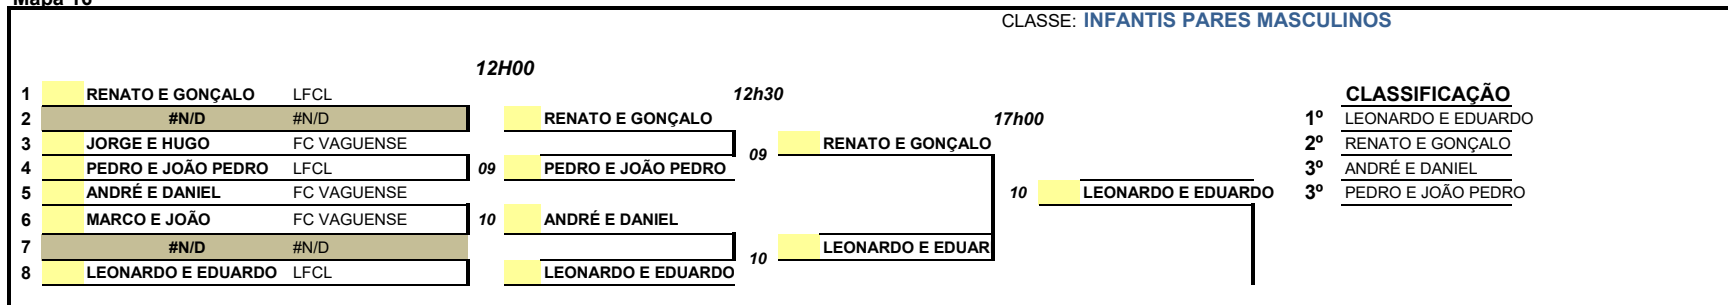 Mapa 16
CLASSE: INFANTIS PARES MASCULINOS
12H00
1 RENATO E GONÇALO LFCL 12h30 CLASSIFICAÇÃO
2 #N/D #N/D RENATO E GONÇALO 17h00 1º LEONARDO E EDUARDO
3 JORGE E HUGO FC VAGUENSE 09 RENATO E GONÇALO 2º RENATO E GONÇALO
4 PEDRO E JOÃO PEDRO LFCL 09 PEDRO E JOÃO PEDRO 3º ANDRÉ E DANIEL
5 ANDRÉ E DANIEL FC VAGUENSE 10 LEONARDO E EDUARDO 3º PEDRO E JOÃO PEDRO
6 MARCO E JOÃO FC VAGUENSE 10 ANDRÉ E DANIEL
7 #N/D #N/D 10 LEONARDO E EDUAR
8 LEONARDO E EDUARDO LFCL LEONARDO E EDUARDO